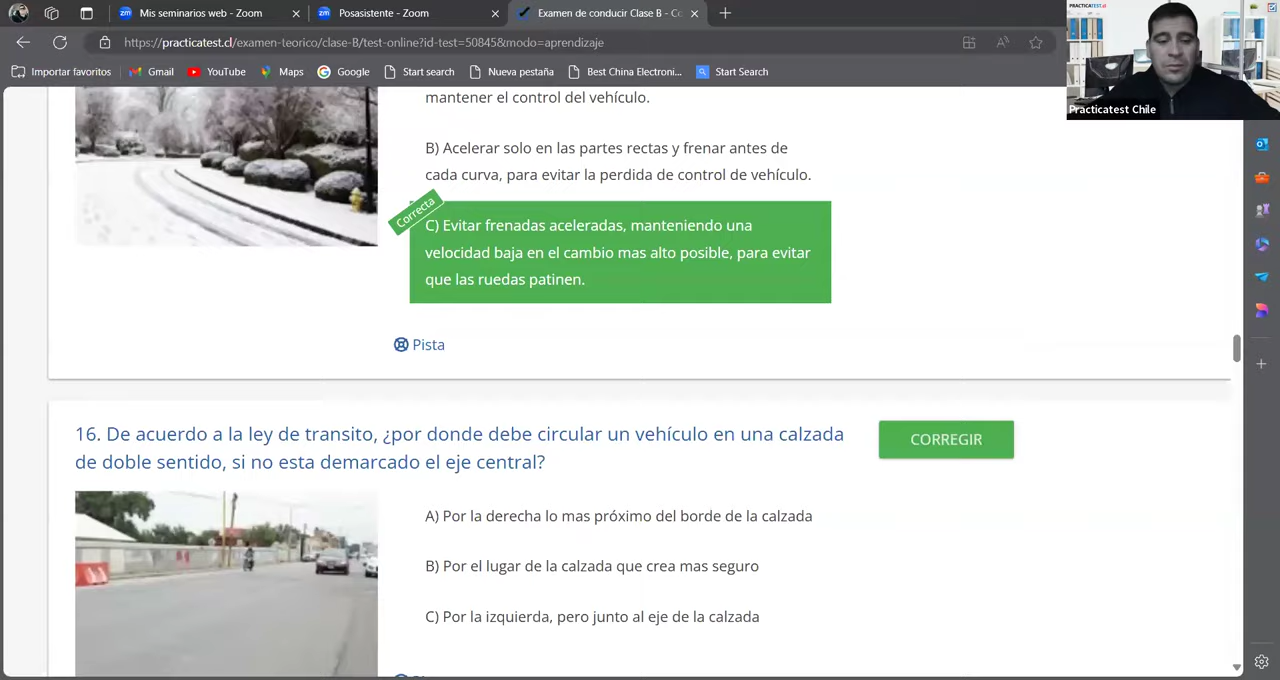 Mis seminarios web - Zoom
Posasistente - Zoom
Examen de conducir Clase B - Co
https://practicatest.cl/examen-teorico/clase-B/test-online?id-test=50845&modo=aprendizaje
Importar favoritos
Gmail
YouTube
Maps
Google
Start search
Nueva pestaña
Best China Electroni...
Start Search
PRACTICATEST.cl
Practicatest Chile
mantener el control del vehículo.
B) Acelerar solo en las partes rectas y frenar antes de
cada curva, para evitar la perdida de control de vehículo.
Correcta
C) Evitar frenadas aceleradas, manteniendo una
velocidad baja en el cambio mas alto posible, para evitar
que las ruedas patinen.
Pista
16. De acuerdo a la ley de transito, ¿por donde debe circular un vehículo en una calzada
de doble sentido, si no esta demarcado el eje central?
CORREGIR
A) Por la derecha lo mas próximo del borde de la calzada
B) Por el lugar de la calzada que crea mas seguro
C) Por la izquierda, pero junto al eje de la calzada